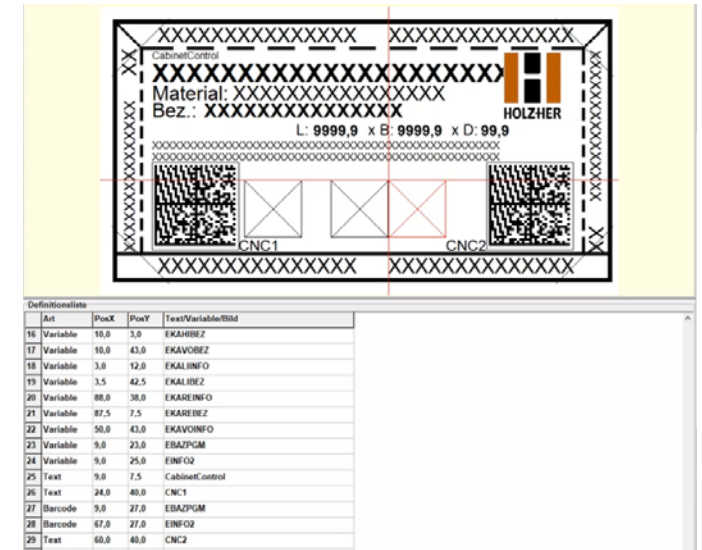 XXXXXXXXXXXXXXX XXXXXXXXXXXXXX
CabinetControl
XXXXXXXXXXXXXXXXXXXXXX
Material: XXXXXXXXXXXXXXXX
Bez.: XXXXXXXXXXXXXXX
HOLZHER
L: 9999,9 x B: 9999,9 x D: 99,9
CNC1
CNC2
XXXXXXXXXXXXXXX XXXXXXXXXXXXXX
Definitionsliste
Art PosX PosY Text/Variable/Bild
16 Variable 10,0 3,0 EKAHIBEZ
17 Variable 10,0 43,0 EKAVOBEZ
18 Variable 3,0 12,0 EKALIINFO
19 Variable 3,5 42,5 EKALIBEZ
20 Variable 88,0 38,0 EKAREINFO
21 Variable 87,5 7,5 EKAREBEZ
22 Variable 50,0 43,0 EKAVOINFO
23 Variable 9,0 23,0 EBAZPGM
24 Variable 9,0 25,0 EINFO2
25 Text 9,0 7,5 CabinetControl
26 Text 24,0 40,0 CNC1
27 Barcode 9,0 27,0 EBAZPGM
28 Barcode 67,0 27,0 EINFO2
29 Text 60,0 40,0 CNC2